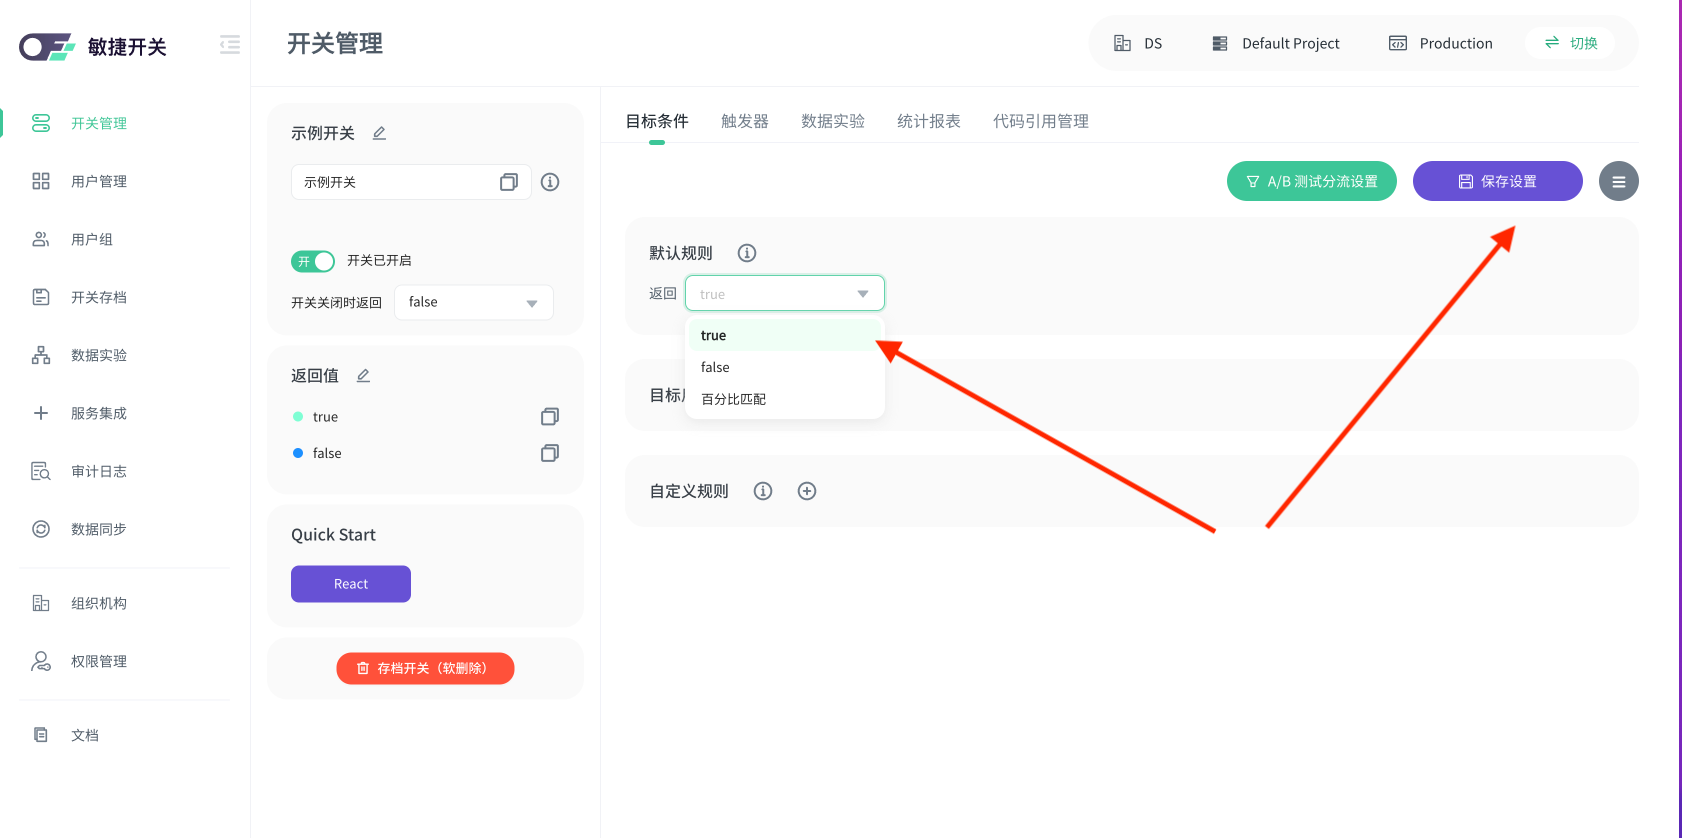 敏捷开关
开关管理
用户管理
用户组
开关存档
数据实验
服务集成
审计日志
数据同步
组织机构
权限管理
文档
开关管理
DS
Default Project
Production
切换
示例开关
示例开关
开
开关已开启
开关关闭时返回
false
返回值
true
false
Quick Start
React
存档开关（软删除）
目标条件
触发器
数据实验
统计报表
代码引用管理
A/B 测试分流设置
保存设置
默认规则
返回
true
true
false
百分比匹配
目标
自定义规则